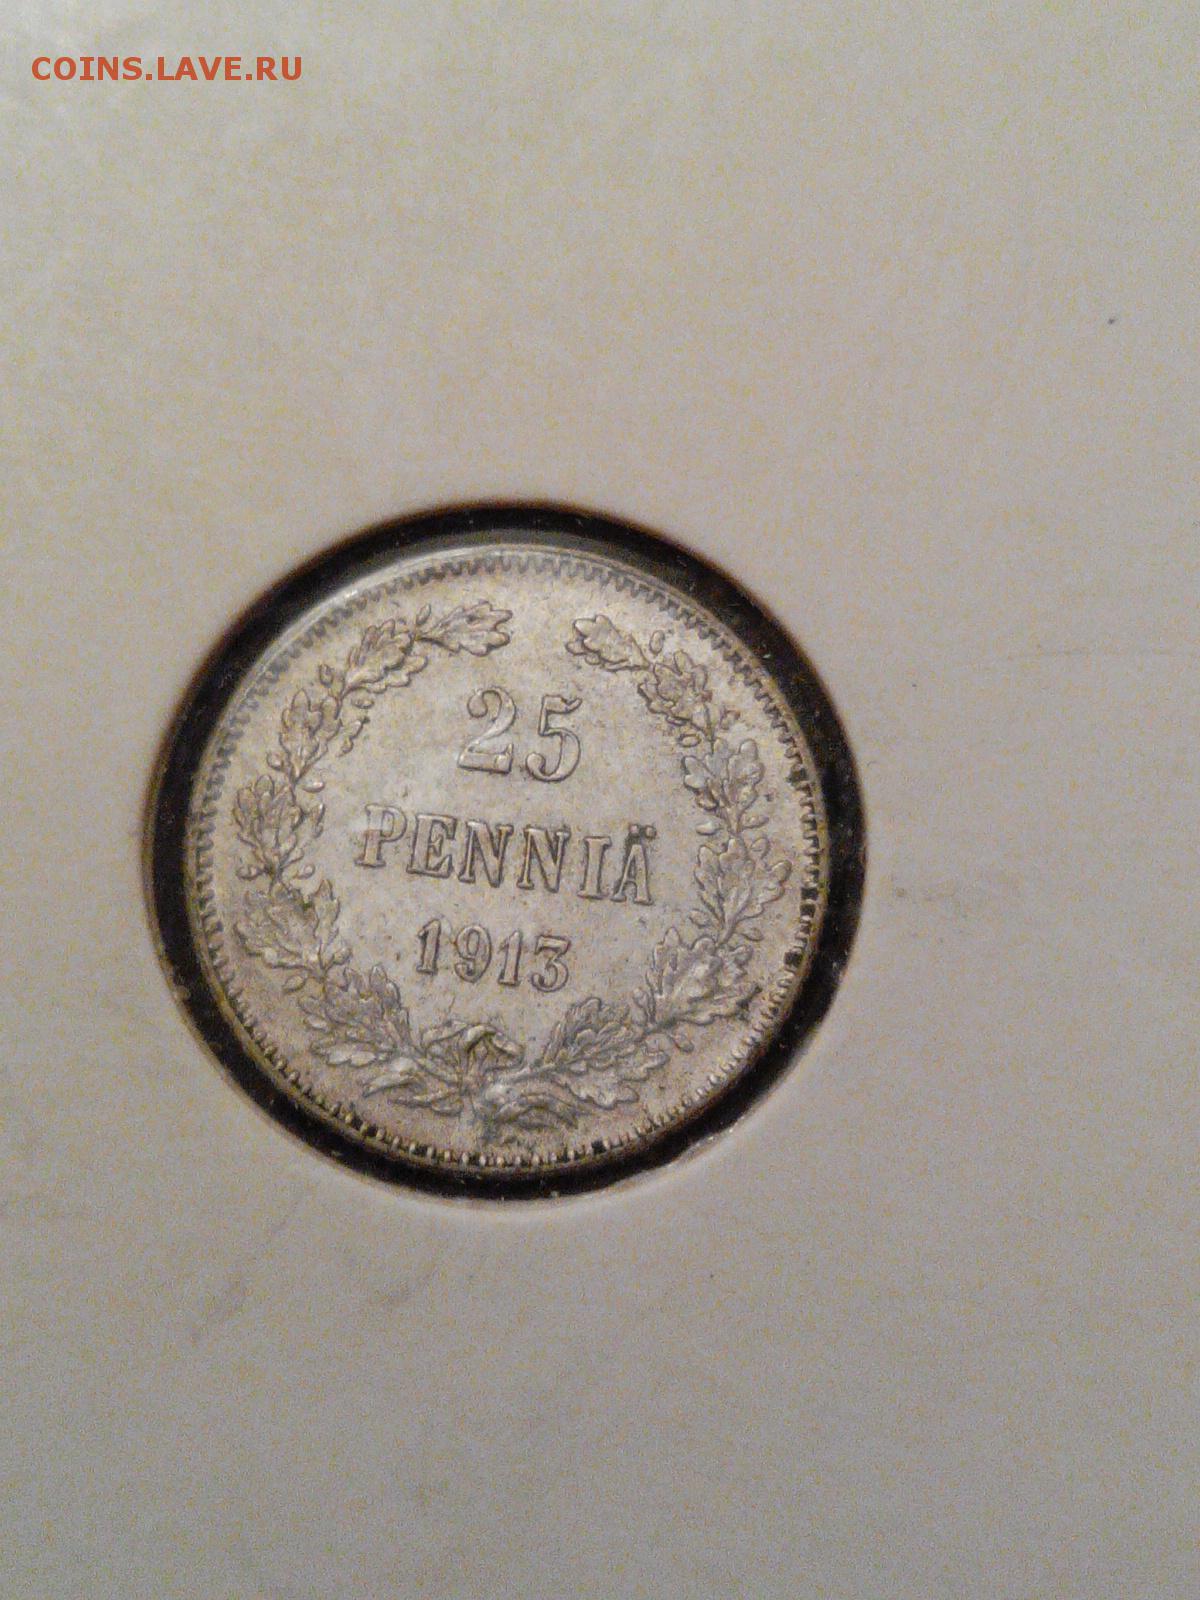 COINS.LAVE.RU
25
PENNIÄ
1913